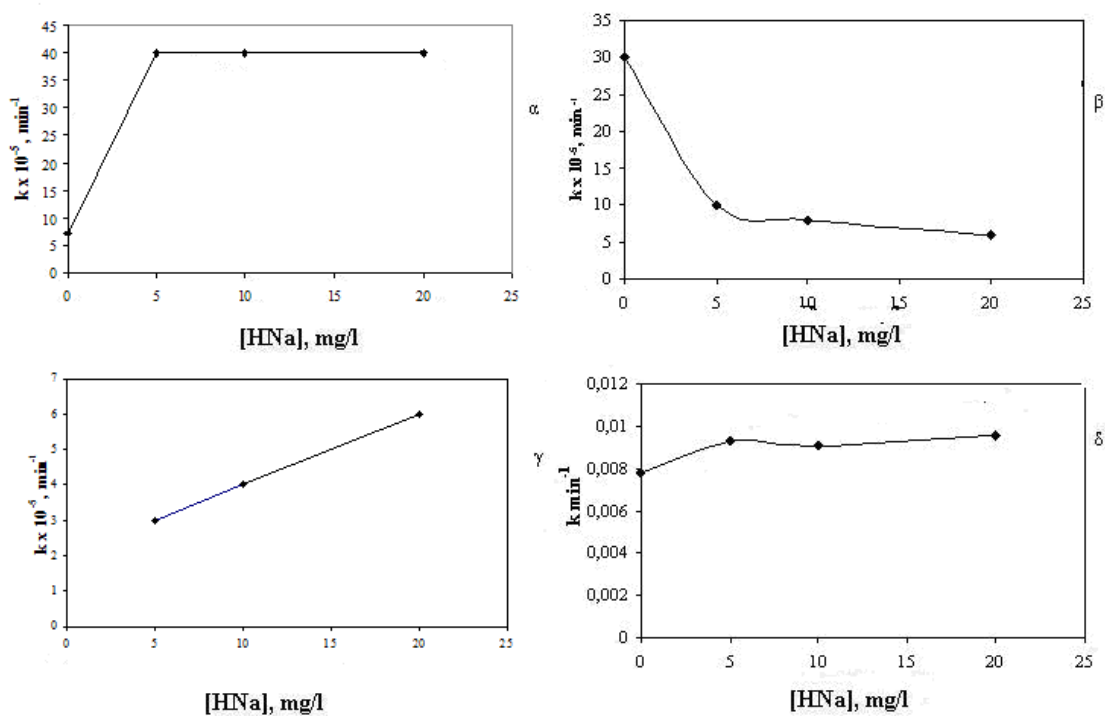 45
40
35
30
25
20
15
10
5
0
k x 10⁻⁵, min⁻¹
0 5 10 15 20 25
[HNa], mg/l
α
35
30
25
20
15
10
5
0
k x 10⁻⁵, min⁻¹
0 5 10 15 20 25
[HNa], mg/l
β
7
6
5
4
3
2
1
0
k x 10⁻⁵, min⁻¹
0 5 10 15 20 25
[HNa], mg/l
γ
0,012
0,01
0,008
0,006
0,004
0,002
0
k min⁻¹
0 5 10 15 20 25
[HNa], mg/l
δ